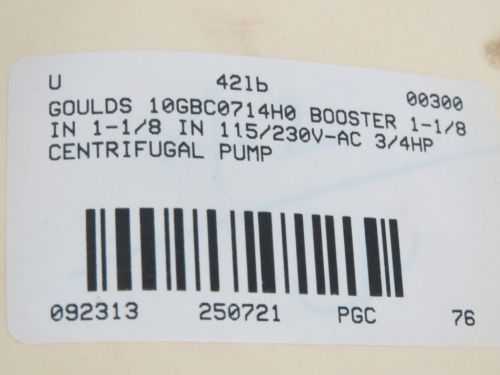 U 42lb 00300
GOULDS 10GBC0714H0 BOOSTER 1-1/8
IN 1-1/8 IN 115/230V-AC 3/4HP
CENTRIFUGAL PUMP
092313 250721 PGC 76